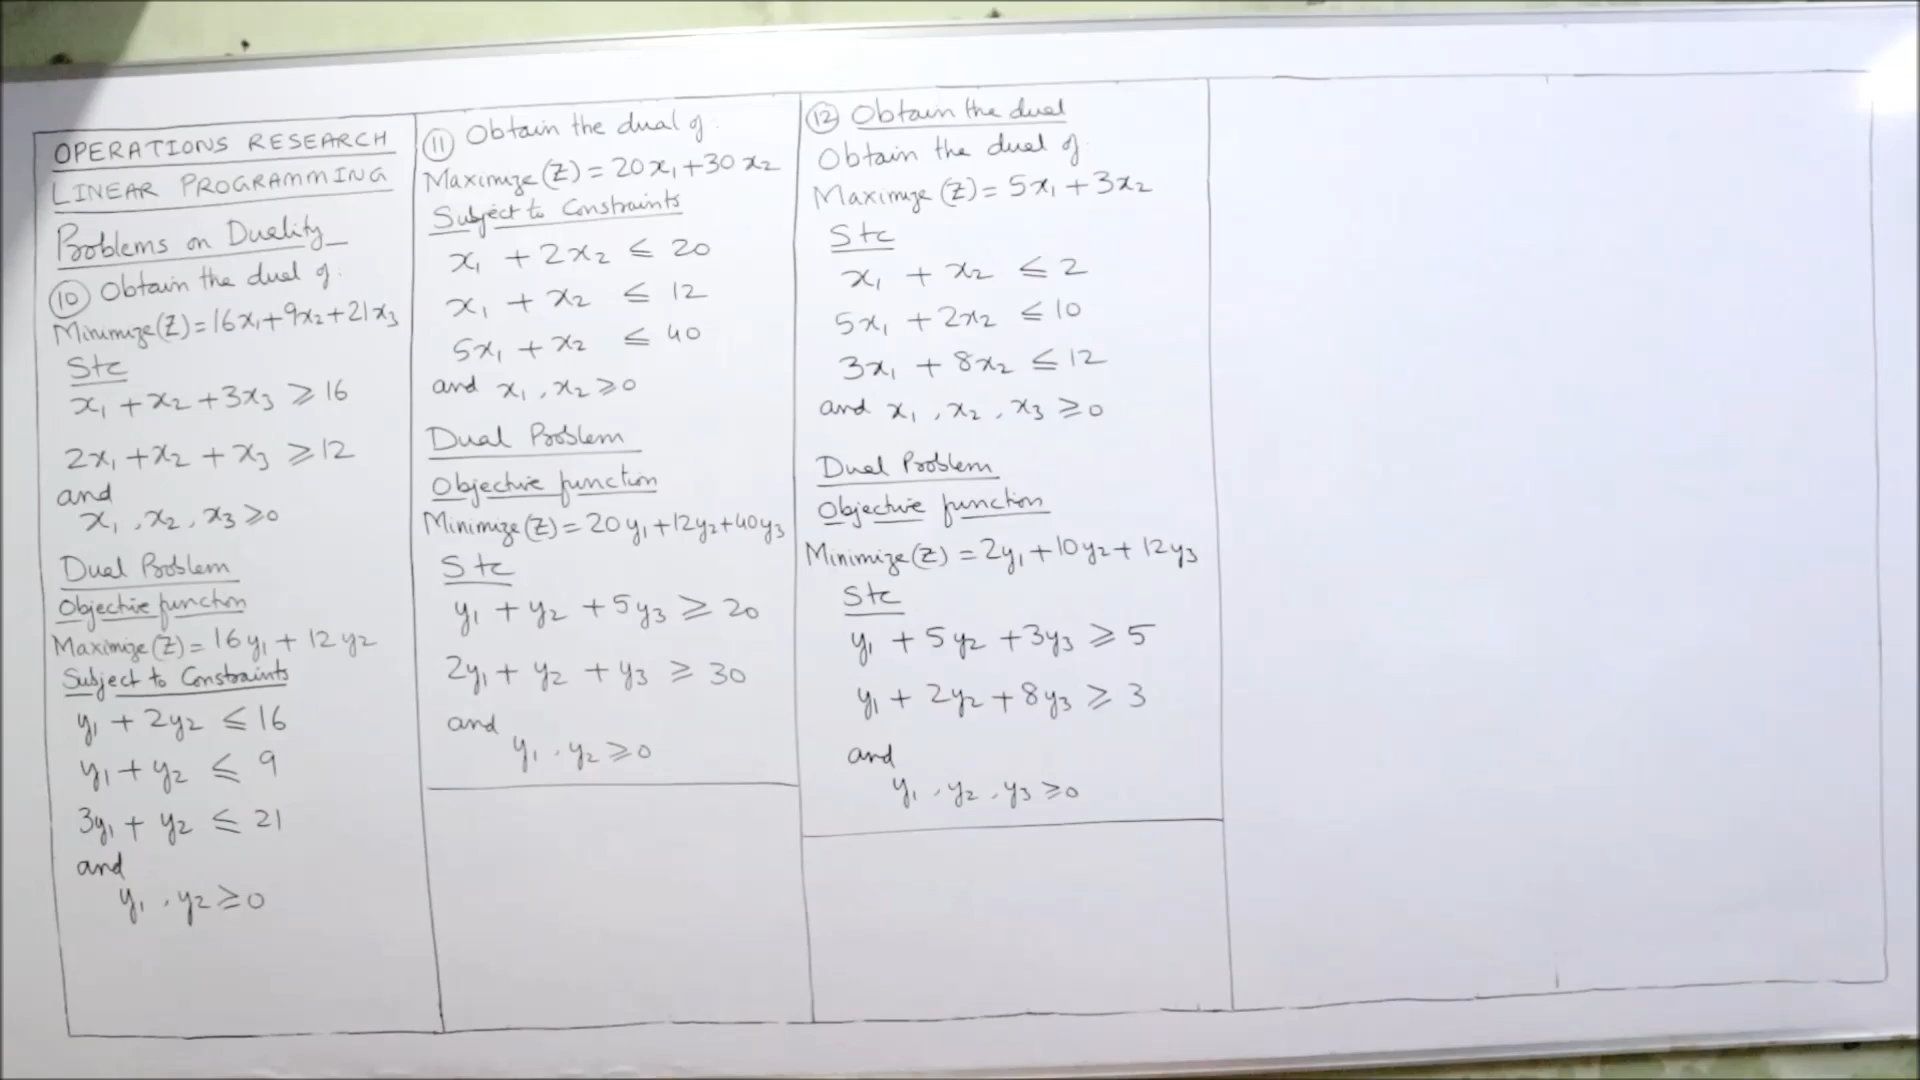 OPERATIONS RESEARCH
LINEAR PROGRAMMING
Problems on Duality
(10) Obtain the dual of.
Minimize (Z) = 16x₁ + 9x₂ + 21x₃
Stc
x₁ + x₂ + 3x₃ ⩾ 16
2x₁ + x₂ + x₃ ⩾ 12
and
x₁, x₂, x₃ ⩾ 0
Dual Problem
Objective function
Maximize (Z) = 16y₁ + 12y₂
Subject to Constraints
y₁ + 2y₂ ⩽ 16
y₁ + y₂ ⩽ 9
3y₁ + y₂ ⩽ 21
and
y₁, y₂ ⩾ 0
(11) Obtain the dual of.
Maximize (Z) = 20x₁ + 30x₂
Subject to Constraints
x₁ + 2x₂ ⩽ 20
x₁ + x₂ ⩽ 12
5x₁ + x₂ ⩽ 40
and x₁, x₂ ⩾ 0
Dual Problem
Objective function
Minimize (Z) = 20y₁ + 12y₂ + 40y₃
Stc
y₁ + y₂ + 5y₃ ⩾ 20
2y₁ + y₂ + y₃ ⩾ 30
and
y₁, y₂ ⩾ 0
(12) Obtain the dual
Obtain the dual of.
Maximize (Z) = 5x₁ + 3x₂
Stc
x₁ + x₂ ⩽ 2
5x₁ + 2x₂ ⩽ 10
3x₁ + 8x₂ ⩽ 12
and x₁, x₂, x₃ ⩾ 0
Dual Problem
Objective function
Minimize (Z) = 2y₁ + 10y₂ + 12y₃
Stc
y₁ + 5y₂ + 3y₃ ⩾ 5
y₁ + 2y₂ + 8y₃ ⩾ 3
and
y₁, y₂, y₃ ⩾ 0